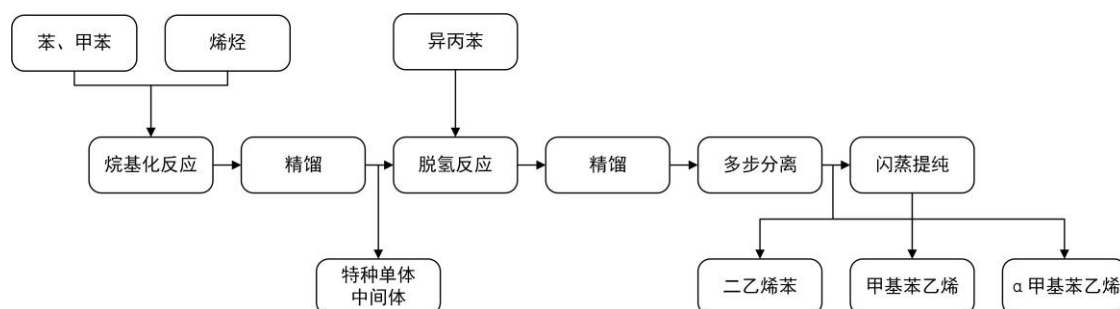 苯、甲苯
烯烃
异丙苯
烷基化反应
精馏
脱氢反应
精馏
多步分离
闪蒸提纯
特种单体
中间体
二乙烯苯
甲基苯乙烯
α甲基苯乙烯